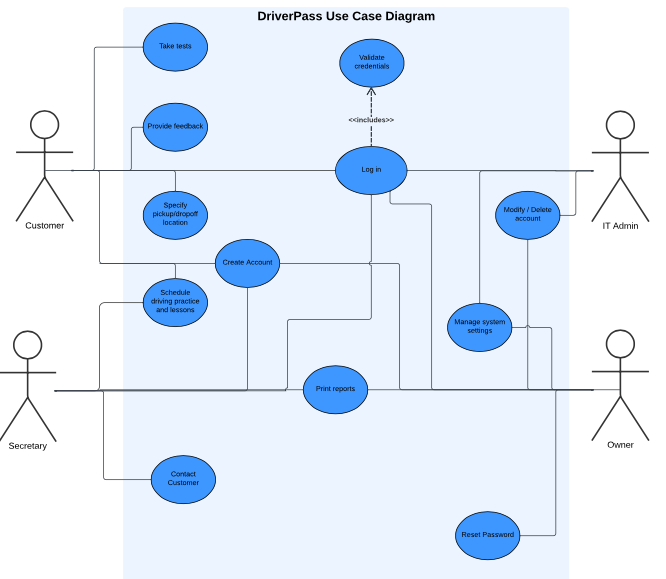 DriverPass Use Case Diagram
Take tests
Validate
credentials
<<includes>>
Provide feedback
Log in
Customer
Specify
pickup/dropoff
location
Modify / Delete
account
IT Admin
Create Account
Schedule
driving practice
and lessons
Manage system
settings
Print reports
Secretary
Owner
Contact
Customer
Reset Password